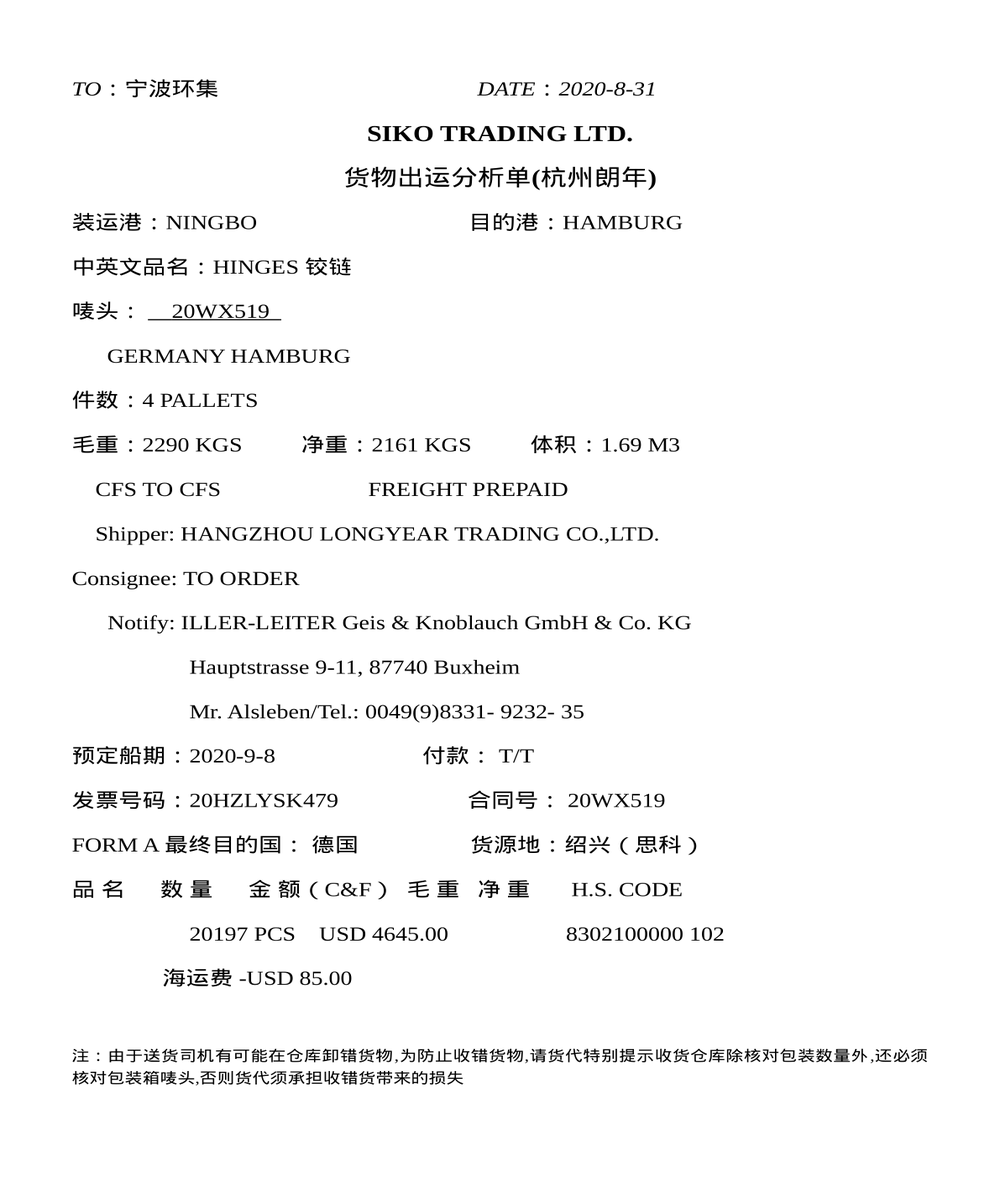 TO：宁波环集 DATE：2020-8-31
SIKO TRADING LTD.
货物出运分析单(杭州朗年)
装运港：NINGBO 目的港：HAMBURG
中英文品名：HINGES 铰链
唛头： 20WX519
GERMANY HAMBURG
件数：4 PALLETS
毛重：2290 KGS 净重：2161 KGS 体积：1.69 M3
CFS TO CFS FREIGHT PREPAID
Shipper: HANGZHOU LONGYEAR TRADING CO.,LTD.
Consignee: TO ORDER
Notify: ILLER-LEITER Geis & Knoblauch GmbH & Co. KG
Hauptstrasse 9-11, 87740 Buxheim
Mr. Alsleben/Tel.: 0049(9)8331- 9232- 35
预定船期：2020-9-8 付款： T/T
发票号码：20HZLYSK479 合同号： 20WX519
FORM A 最终目的国： 德国 货源地：绍兴（思科）
品 名 数 量 金 额（C&F） 毛 重 净 重 H.S. CODE
20197 PCS USD 4645.00 8302100000 102
海运费 -USD 85.00
注：由于送货司机有可能在仓库卸错货物,为防止收错货物,请货代特别提示收货仓库除核对包装数量外,还必须
核对包装箱唛头,否则货代须承担收错货带来的损失